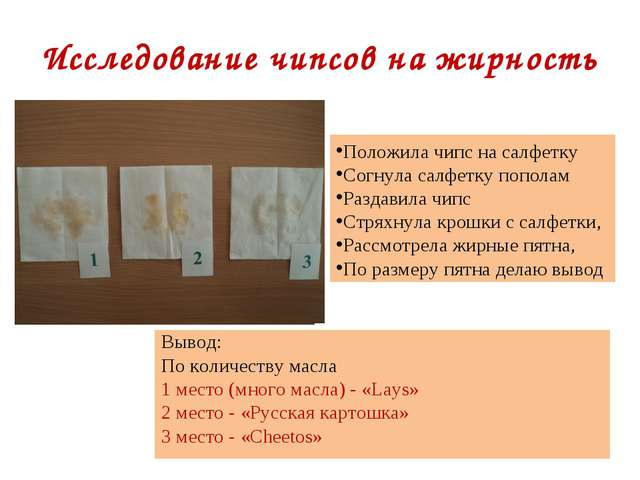 Исследование чипсов на жирность
1
2
3
•Положила чипс на салфетку
•Согнула салфетку пополам
•Раздавила чипс
•Стряхнула крошки с салфетки,
•Рассмотрела жирные пятна,
•По размеру пятна делаю вывод
Вывод:
По количеству масла
1 место (много масла) - «Lays»
2 место - «Русская картошка»
3 место - «Cheetos»